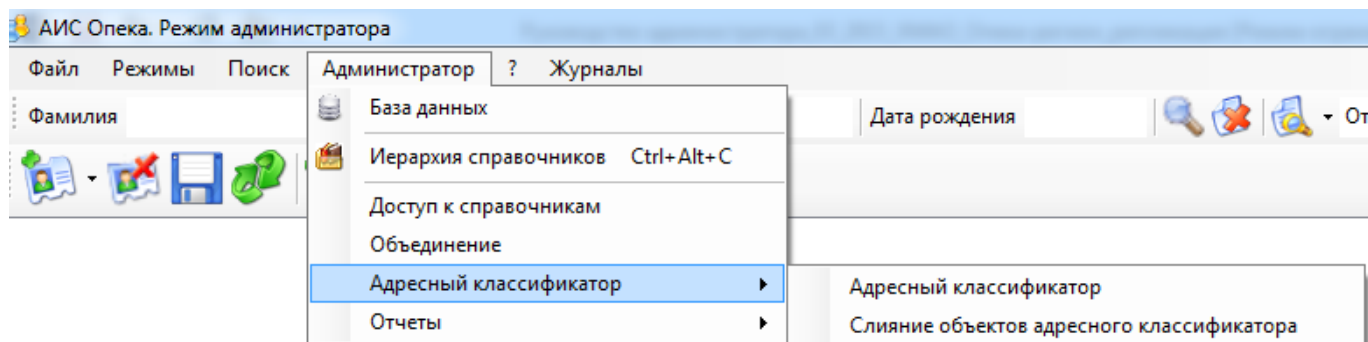 АИС Опека. Режим администратора
Файл Режимы Поиск Администратор ? Журналы
Фамилия База данных Дата рождения От
Иерархия справочников Ctrl+Alt+C
Доступ к справочникам
Объединение
Адресный классификатор Адресный классификатор
Отчеты Слияние объектов адресного классификатора